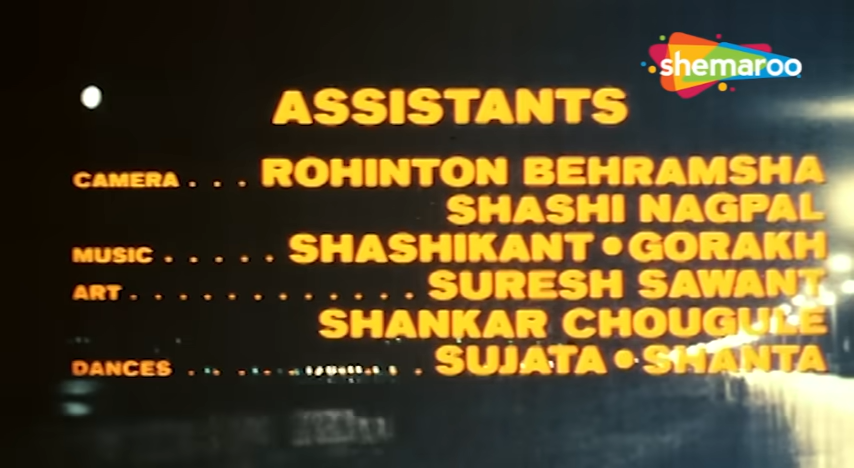 shemaroo
ASSISTANTS
CAMERA . . . ROHINTON BEHRAMSHA
SHASHI NAGPAL
MUSIC . . . . . SHASHIKANT • GORAKH
ART . . . . . . . . . . . . SURESH SAWANT
SHANKAR CHOUGULE
DANCES . . . . . . . . . . . SUJATA • SHANTA